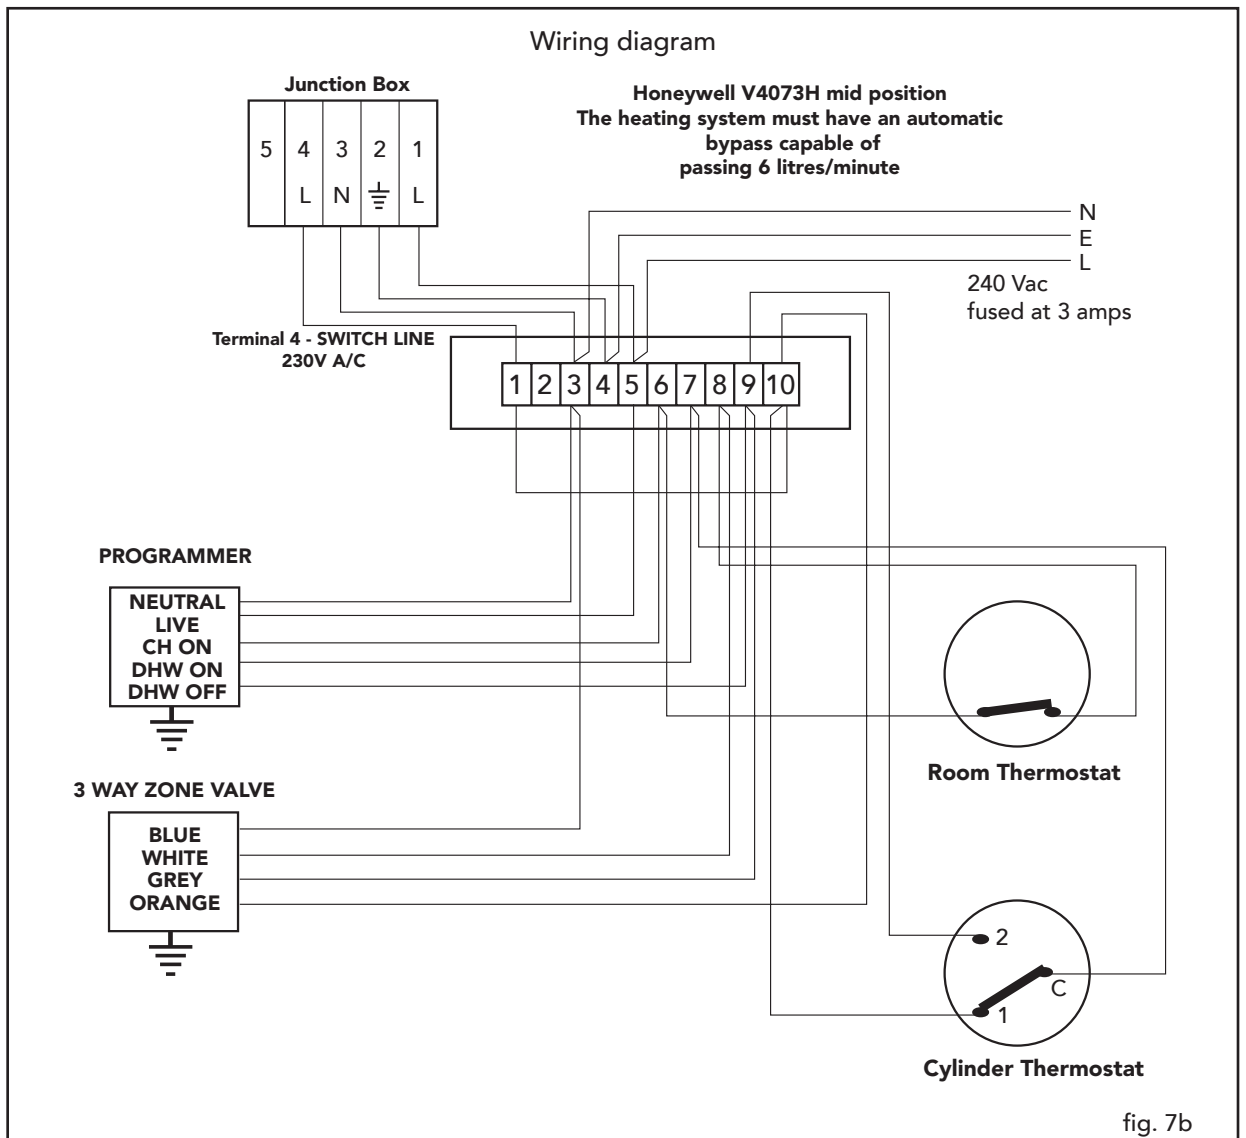 Wiring diagram
Junction Box
5 4 3 2 1
L N L
Honeywell V4073H mid position
The heating system must have an automatic
bypass capable of
passing 6 litres/minute
N
E
L
240 Vac
fused at 3 amps
Terminal 4 - SWITCH LINE
230V A/C
1 2 3 4 5 6 7 8 9 10
PROGRAMMER
NEUTRAL
LIVE
CH ON
DHW ON
DHW OFF
Room Thermostat
3 WAY ZONE VALVE
BLUE
WHITE
GREY
ORANGE
2
C
1
Cylinder Thermostat
fig. 7b